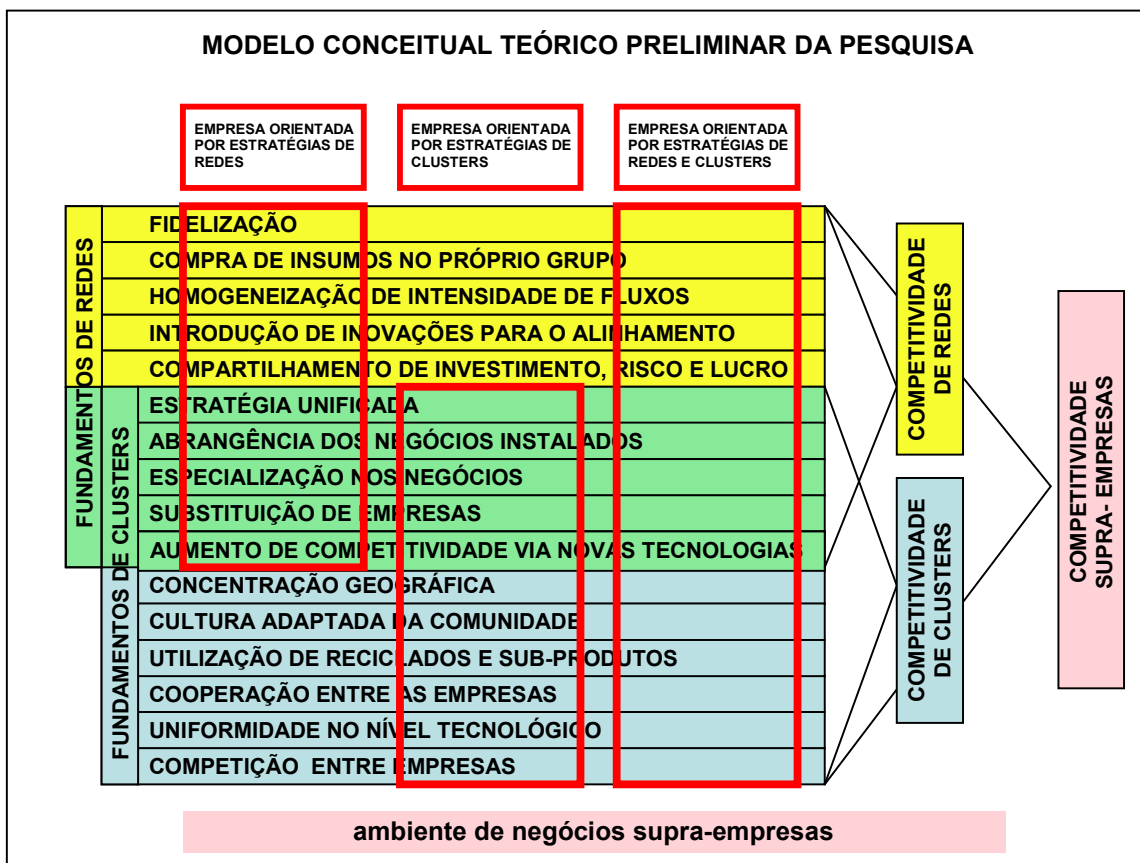 MODELO CONCEITUAL TEÓRICO PRELIMINAR DA PESQUISA
EMPRESA ORIENTADA
POR ESTRATÉGIAS DE
REDES
EMPRESA ORIENTADA
POR ESTRATÉGIAS DE
CLUSTERS
EMPRESA ORIENTADA
POR ESTRATÉGIAS DE
REDES E CLUSTERS
FUNDAMENTOS DE REDES
FUNDAMENTOS DE CLUSTERS
FIDELIZAÇÃO
COMPRA DE INSUMOS NO PRÓPRIO GRUPO
HOMOGENEIZAÇÃO DE INTENSIDADE DE FLUXOS
INTRODUÇÃO DE INOVAÇÕES PARA O ALINHAMENTO
COMPARTILHAMENTO DE INVESTIMENTO, RISCO E LUCRO
ESTRATÉGIA UNIFICADA
ABRANGÊNCIA DOS NEGÓCIOS INSTALADOS
ESPECIALIZAÇÃO NOS NEGÓCIOS
SUBSTITUIÇÃO DE EMPRESAS
AUMENTO DE COMPETITIVIDADE VIA NOVAS TECNOLOGIAS
CONCENTRAÇÃO GEOGRÁFICA
CULTURA ADAPTADA DA COMUNIDADE
UTILIZAÇÃO DE RECICLADOS E SUB-PRODUTOS
COOPERAÇÃO ENTRE AS EMPRESAS
UNIFORMIDADE NO NÍVEL TECNOLÓGICO
COMPETIÇÃO ENTRE EMPRESAS
COMPETITIVIDADE
DE REDES
COMPETITIVIDADE
DE CLUSTERS
COMPETITIVIDADE
SUPRA- EMPRESAS
ambiente de negócios supra-empresas